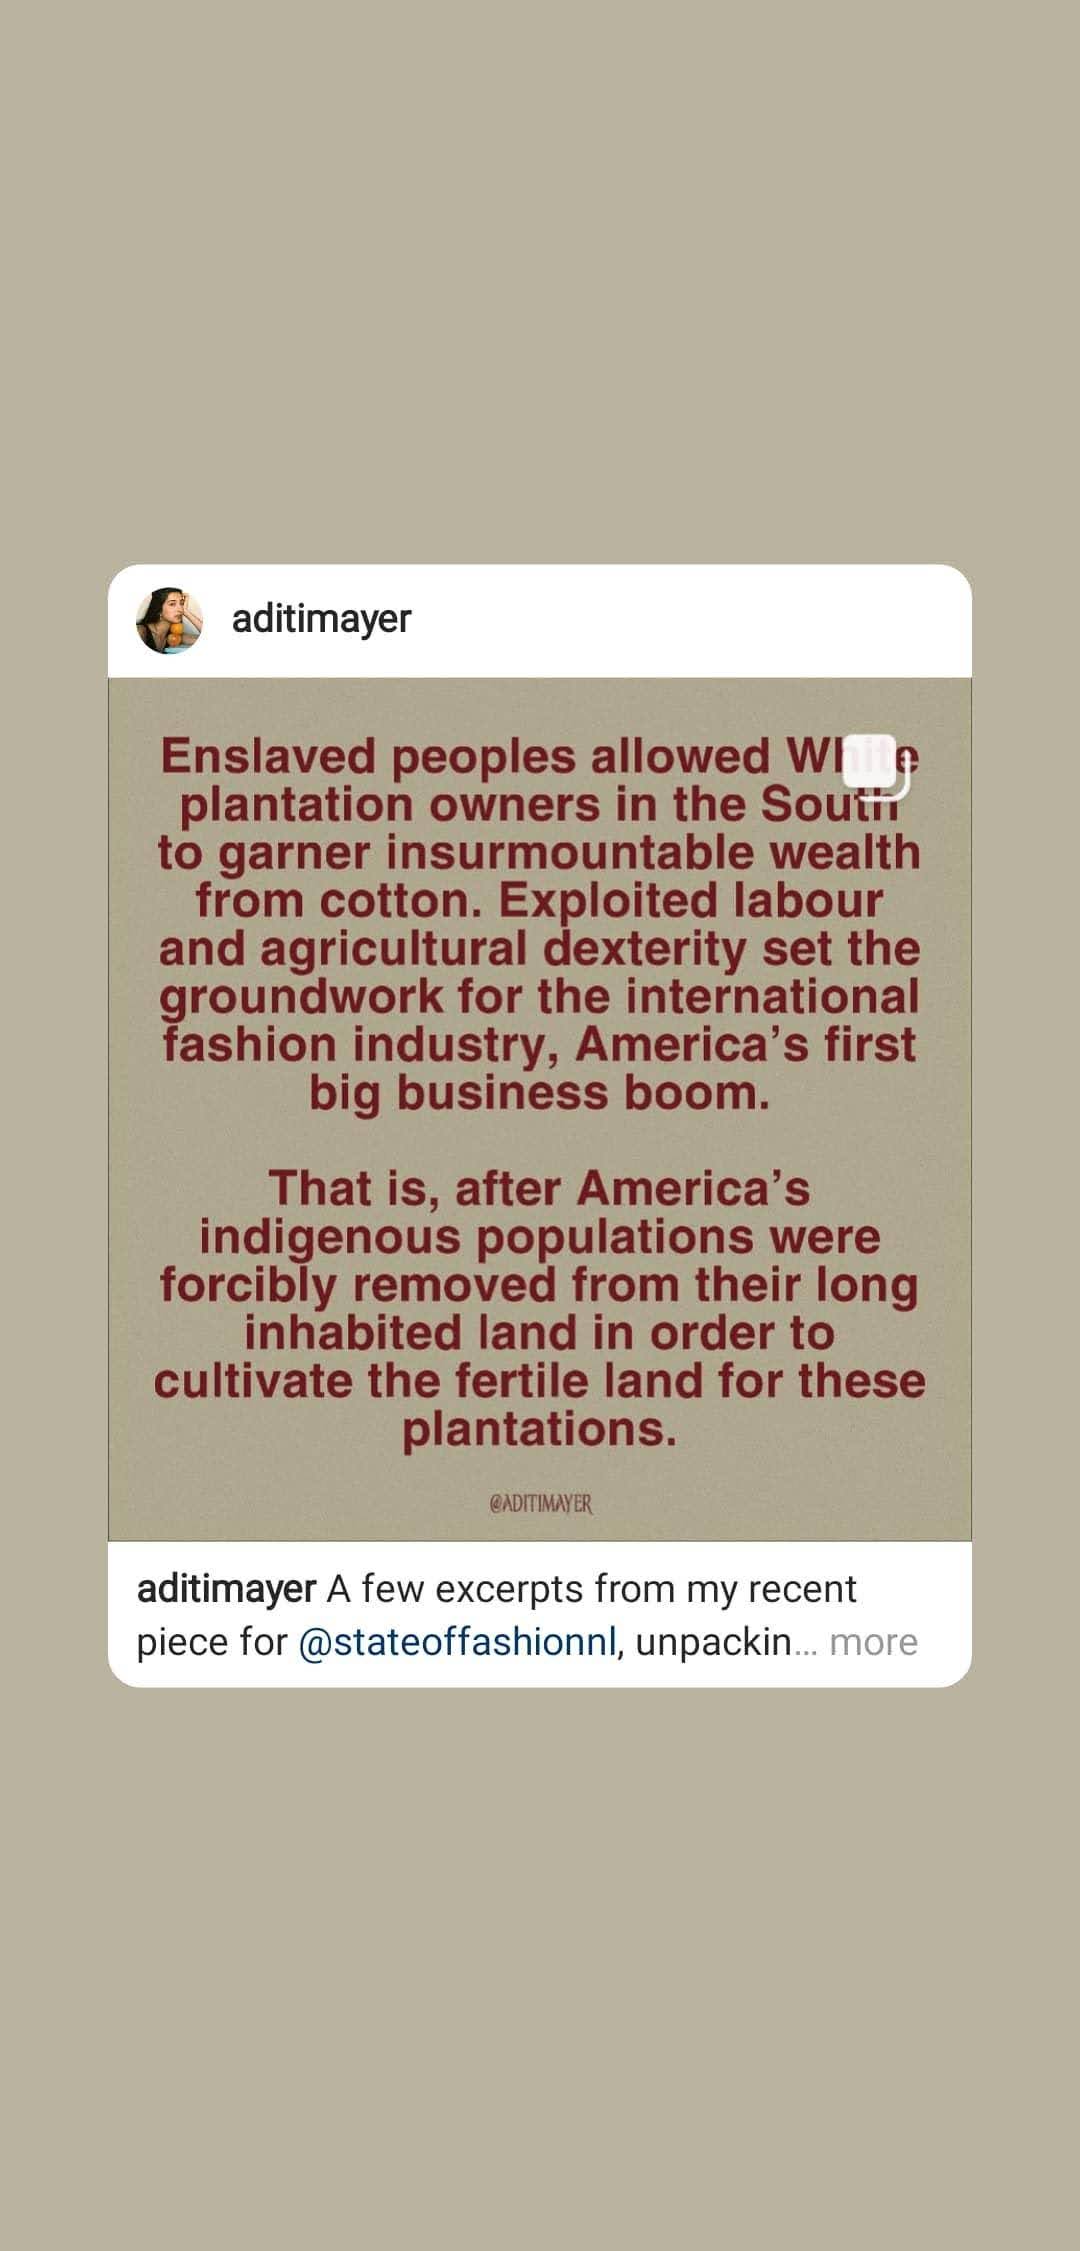 aditimayer
Enslaved peoples allowed White
plantation owners in the South
to garner insurmountable wealth
from cotton. Exploited labour
and agricultural dexterity set the
groundwork for the international
fashion industry, America’s first
big business boom.
That is, after America’s
indigenous populations were
forcibly removed from their long
inhabited land in order to
cultivate the fertile land for these
plantations.
@ADITIMAYER
aditimayer A few excerpts from my recent
piece for @stateoffashionnl, unpackin... more